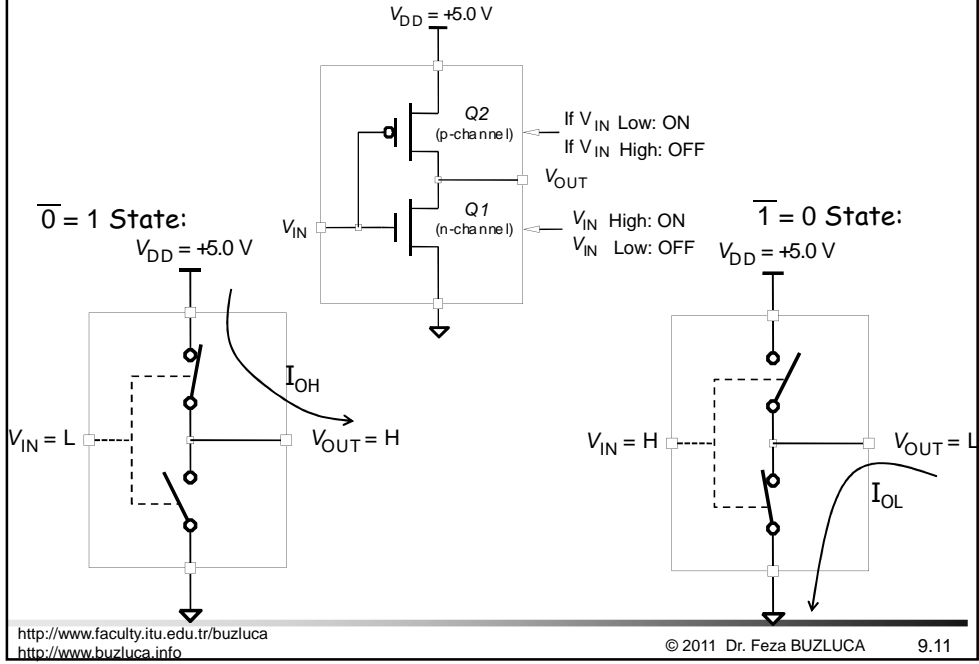 V_DD = +5.0 V
Q2
(p-channel)
If V_IN Low: ON
If V_IN High: OFF
V_OUT
Q1
(n-channel)
V_IN High: ON
V_IN Low: OFF
V_IN
0̅ = 1 State:
V_DD = +5.0 V
I_OH
V_IN = L
V_OUT = H
1̅ = 0 State:
V_DD = +5.0 V
V_IN = H
V_OUT = L
I_OL
http://www.faculty.itu.edu.tr/buzluca
http://www.buzluca.info
© 2011 Dr. Feza BUZLUCA
9.11